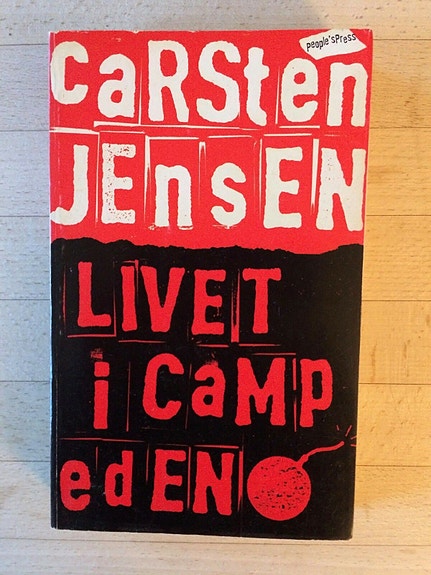 people'sPress
CaRSten
JEnsEN
LIVET
i CaMp
edEN